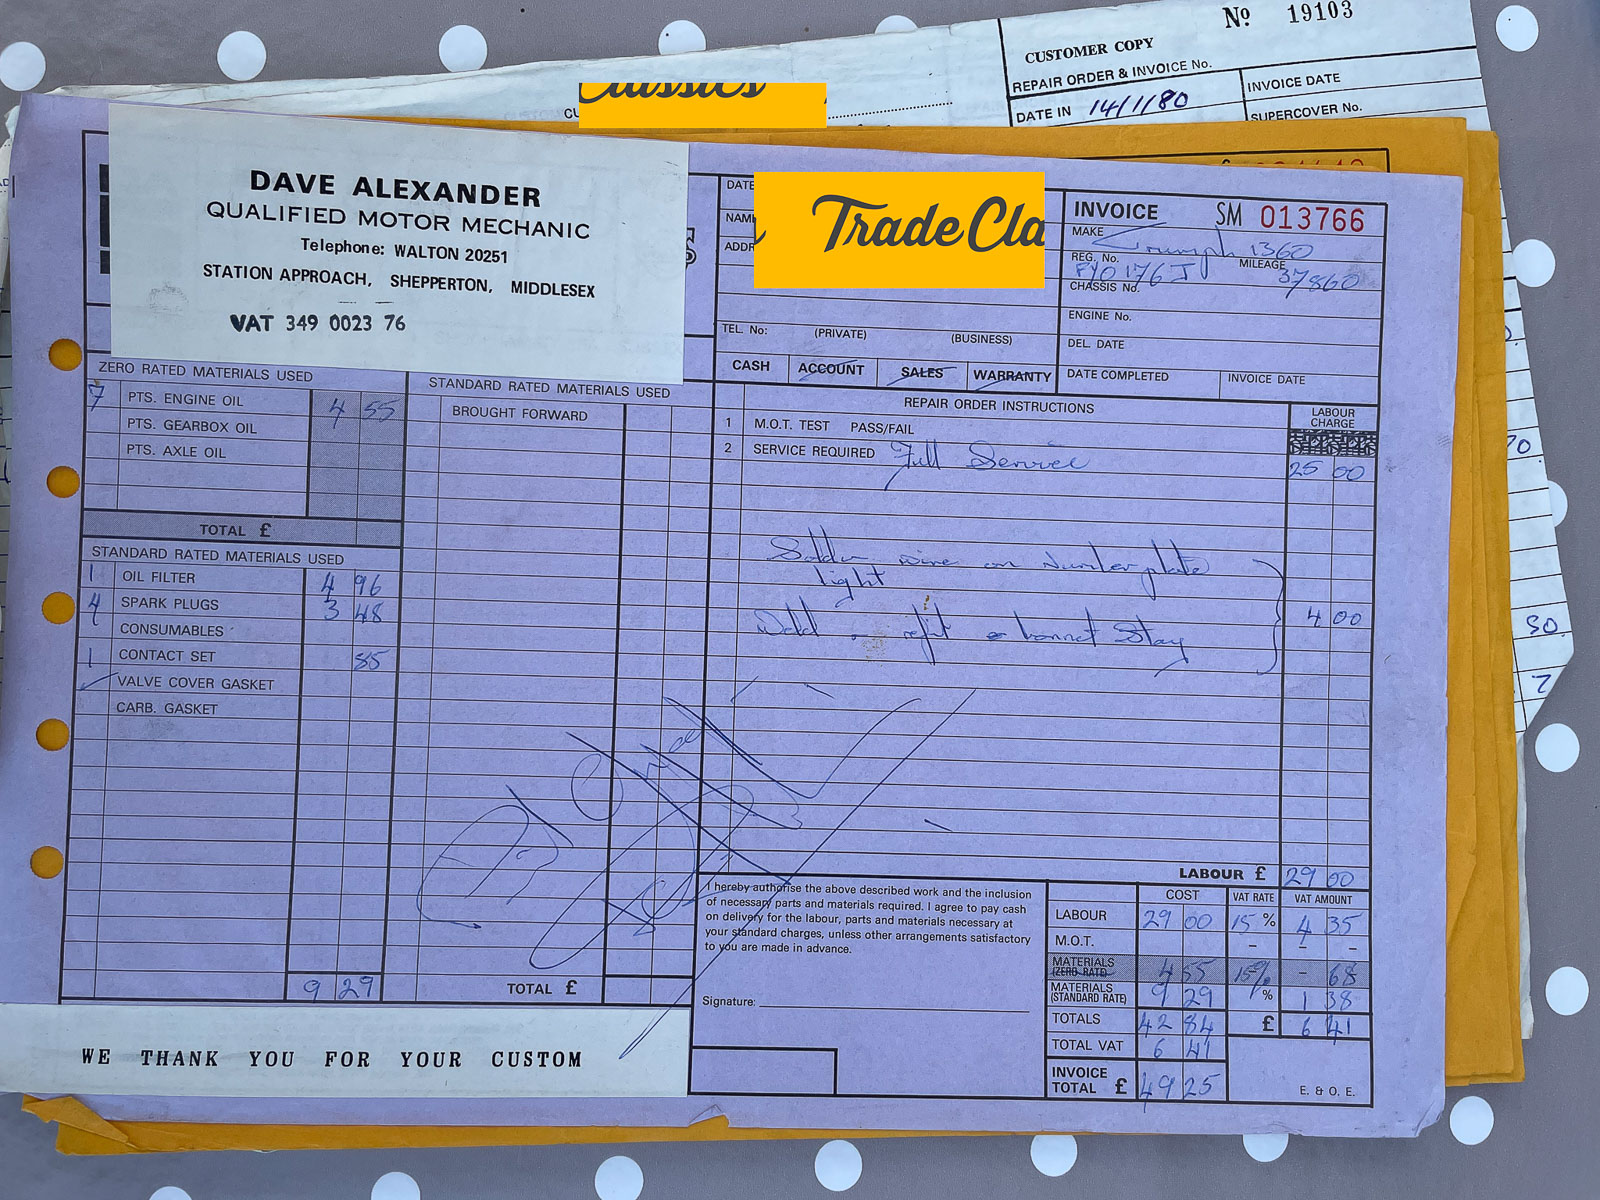 Nº 19103
CUSTOMER COPY
REPAIR ORDER & INVOICE No.
INVOICE DATE
DATE IN 14/1/80
SUPERCOVER No.
Classics
DAVE ALEXANDER
QUALIFIED MOTOR MECHANIC
Telephone: WALTON 20251
STATION APPROACH, SHEPPERTON, MIDDLESEX
VAT 349 0023 76
DATE
NAM
ADDR
TradeCla
TEL. No: (PRIVATE) (BUSINESS)
CASH ACCOUNT SALES WARRANTY
INVOICE SM 013766
MAKE Triumph 1360
REG. No. PYO 176 J MILEAGE 37860
CHASSIS No.
ENGINE No.
DEL. DATE
DATE COMPLETED INVOICE DATE
ZERO RATED MATERIALS USED
7 PTS. ENGINE OIL 4 55
PTS. GEARBOX OIL
PTS. AXLE OIL
TOTAL £
STANDARD RATED MATERIALS USED
1 OIL FILTER 4 96
4 SPARK PLUGS 3 48
CONSUMABLES
1 CONTACT SET 85
VALVE COVER GASKET
CARB. GASKET
9 29
STANDARD RATED MATERIALS USED
BROUGHT FORWARD
TOTAL £
REPAIR ORDER INSTRUCTIONS LABOUR CHARGE
1 M.O.T. TEST PASS/FAIL
2 SERVICE REQUIRED Full Service 25 00
Solder wire on Number plate
light
Weld & refit bonnet Stay 4 00
LABOUR £ 29 00
I hereby authorise the above described work and the inclusion
of necessary parts and materials required. I agree to pay cash
on delivery for the labour, parts and materials necessary at
your standard charges, unless other arrangements satisfactory
to you are made in advance.
Signature:
COST VAT RATE VAT AMOUNT
LABOUR 29 00 15 % 4 35
M.O.T. - - -
MATERIALS (ZERO RATE) 4 55 15% - 68
MATERIALS (STANDARD RATE) 9 29 % 1 38
TOTALS 42 84 £ 6 41
TOTAL VAT 6 41
INVOICE TOTAL £ 49 25
E. & O. E.
WE THANK YOU FOR YOUR CUSTOM